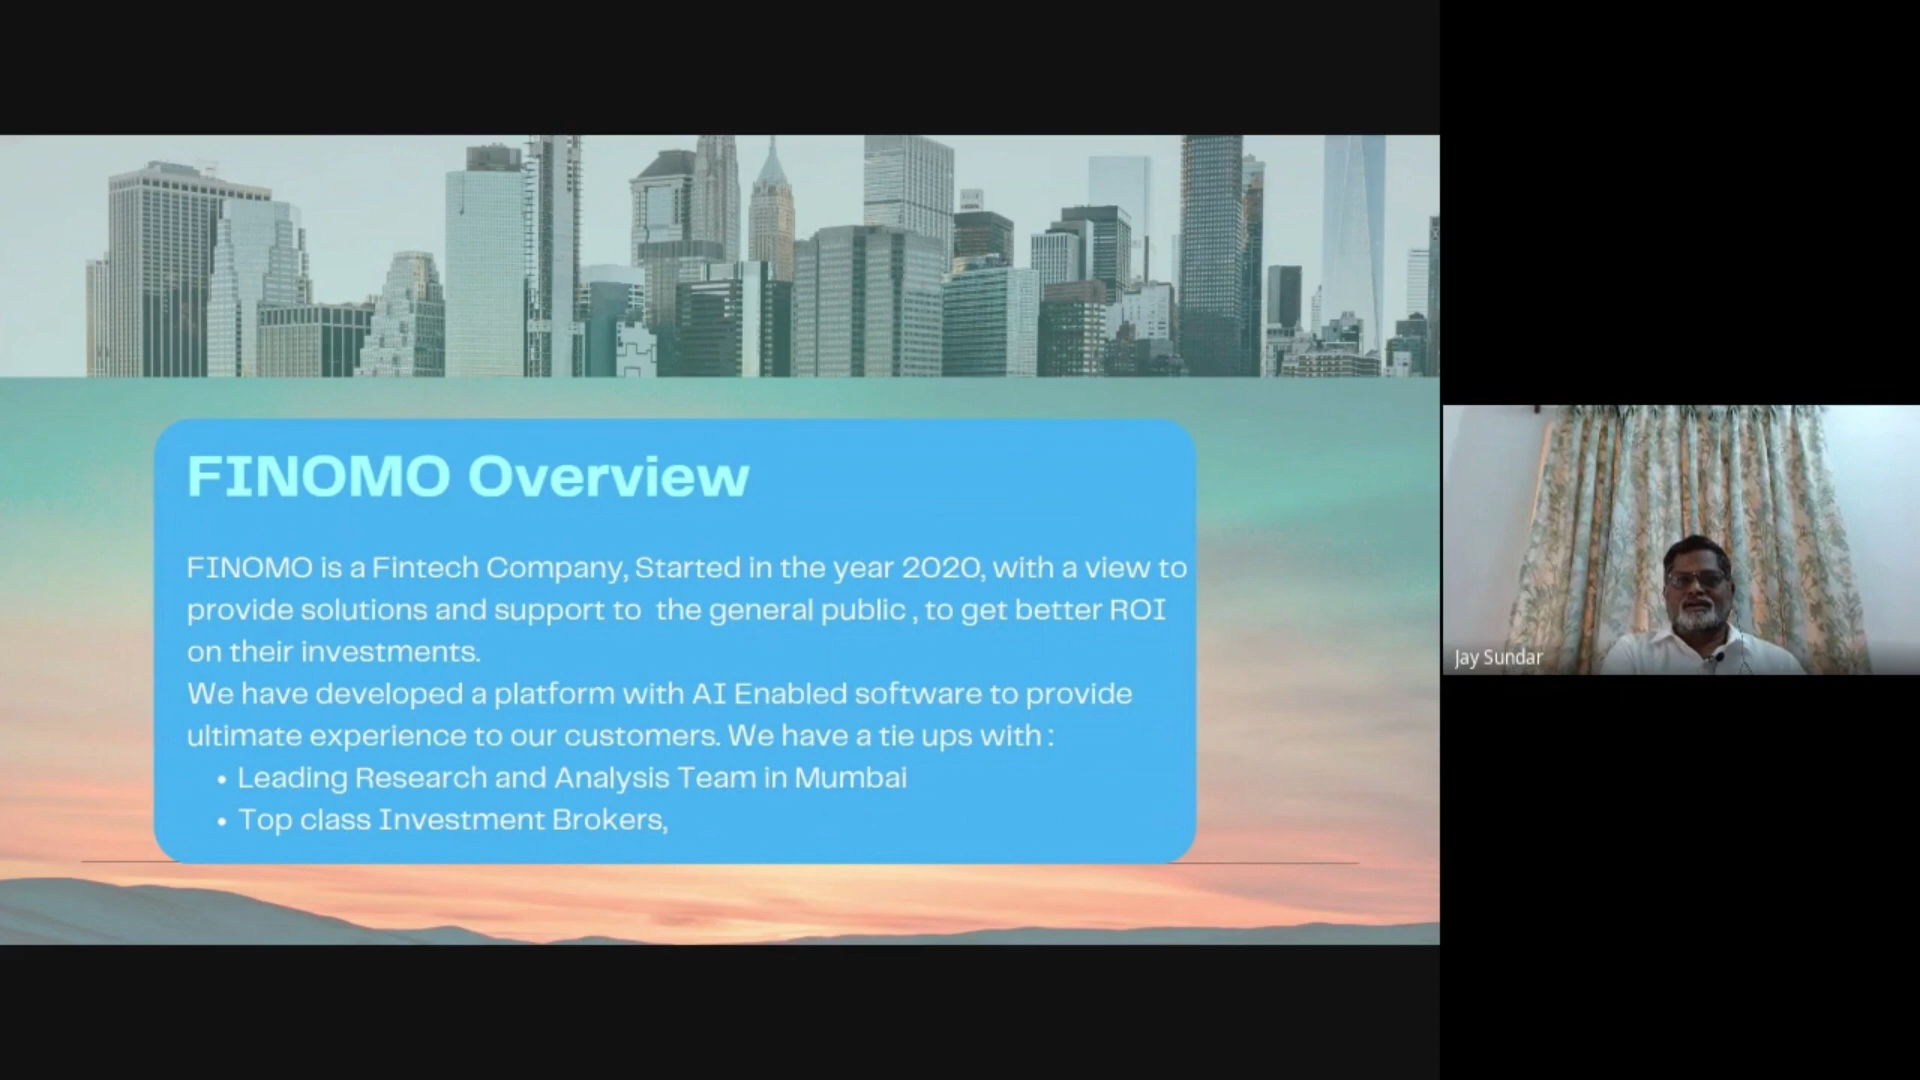 FINOMO Overview
FINOMO is a Fintech Company, Started in the year 2020, with a view to
provide solutions and support to the general public , to get better ROI
on their investments.
We have developed a platform with AI Enabled software to provide
ultimate experience to our customers. We have a tie ups with :
• Leading Research and Analysis Team in Mumbai
• Top class Investment Brokers,
Jay Sundar